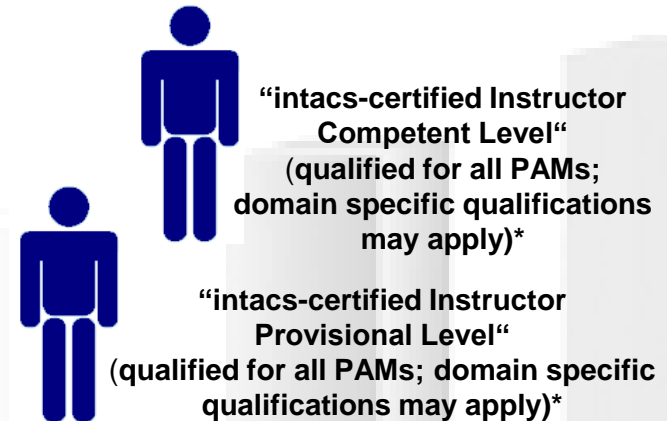 “intacs-certified Instructor
Competent Level“
(qualified for all PAMs;
domain specific qualifications
may apply)*
“intacs-certified Instructor
Provisional Level“
(qualified for all PAMs; domain specific
qualifications may apply)*